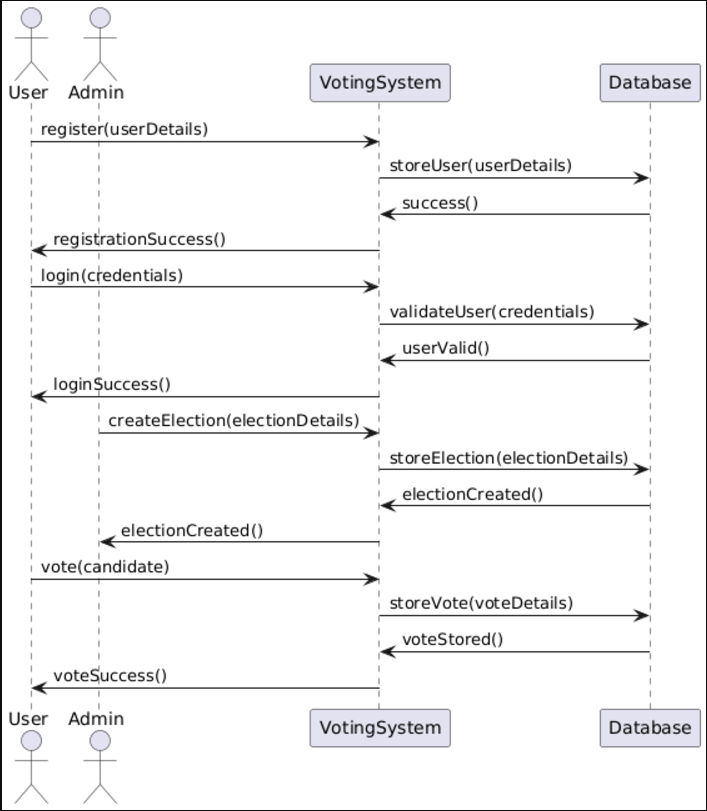 User
Admin
VotingSystem
Database
register(userDetails)
storeUser(userDetails)
success()
registrationSuccess()
login(credentials)
validateUser(credentials)
userValid()
loginSuccess()
createElection(electionDetails)
storeElection(electionDetails)
electionCreated()
electionCreated()
vote(candidate)
storeVote(voteDetails)
voteStored()
voteSuccess()
User
Admin
VotingSystem
Database